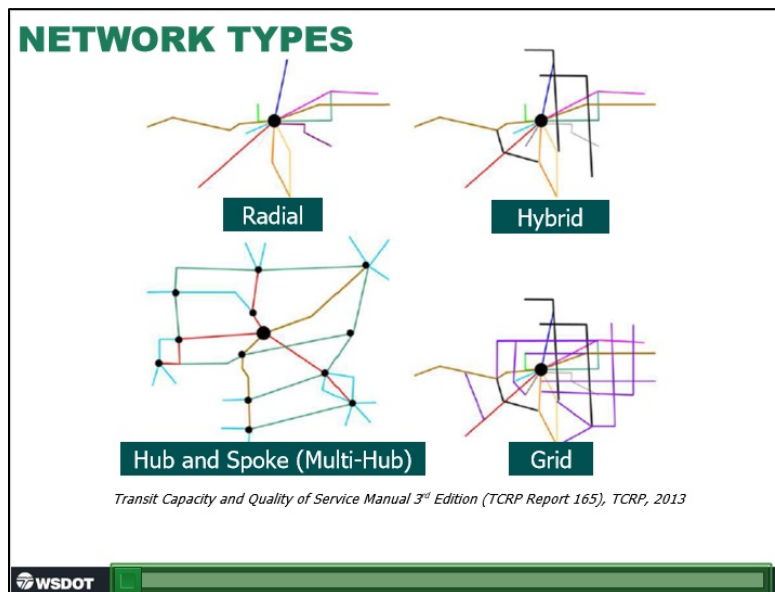 NETWORK TYPES
Radial
Hybrid
Hub and Spoke (Multi-Hub)
Grid
Transit Capacity and Quality of Service Manual 3rd Edition (TCRP Report 165), TCRP, 2013
WSDOT